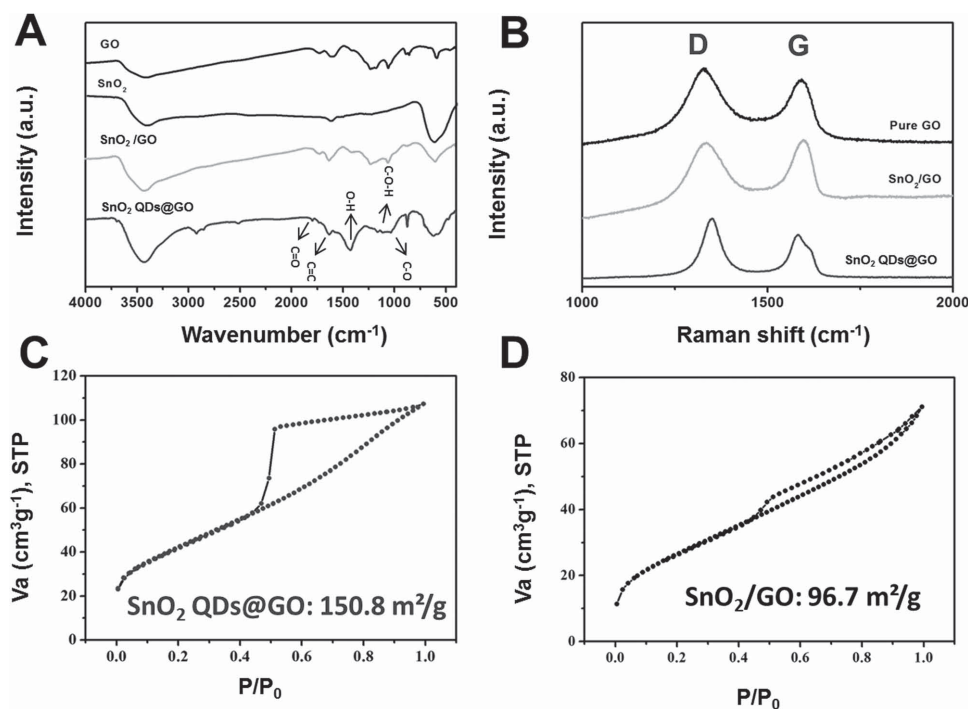 A
GO
SnO₂
SnO₂ /GO
SnO₂ QDs@GO
C=O
C=C
O-H
C-O-H
C-O
Intensity (a.u.)
4000 3500 3000 2500 2000 1500 1000 500
Wavenumber (cm⁻¹)
B
D G
Pure GO
SnO₂/GO
SnO₂ QDs@GO
Intensity (a.u.)
1000 1500 2000
Raman shift (cm⁻¹)
C
120
100
80
60
40
20
0
Va (cm³g⁻¹), STP
SnO₂ QDs@GO: 150.8 m²/g
0.0 0.2 0.4 0.6 0.8 1.0
P/P₀
D
80
60
40
20
0
Va (cm³g⁻¹), STP
SnO₂/GO: 96.7 m²/g
0.0 0.2 0.4 0.6 0.8 1.0
P/P₀